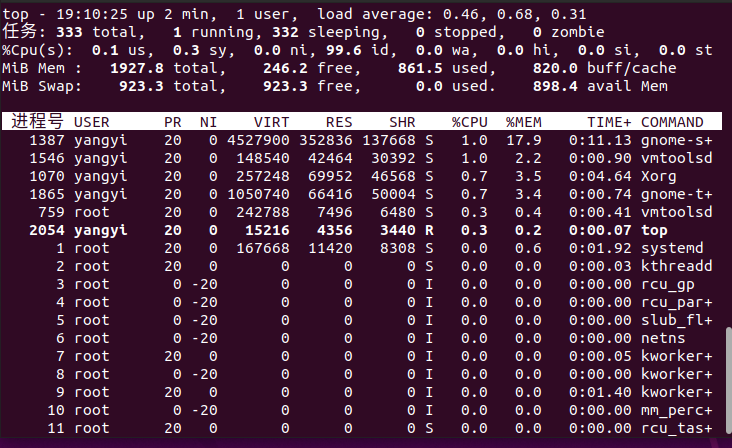 top - 19:10:25 up 2 min,  1 user,  load average: 0.46, 0.68, 0.31
任务: 333 total,   1 running, 332 sleeping,   0 stopped,   0 zombie
%Cpu(s):  0.1 us,  0.3 sy,  0.0 ni, 99.6 id,  0.0 wa,  0.0 hi,  0.0 si,  0.0 st
MiB Mem :   1927.8 total,    246.2 free,    861.5 used,    820.0 buff/cache
MiB Swap:    923.3 total,    923.3 free,      0.0 used.    898.4 avail Mem
进程号 USER      PR  NI    VIRT    RES    SHR   %CPU  %MEM     TIME+ COMMAND
1387 yangyi    20   0 4527900 352836 137668 S   1.0  17.9   0:11.13 gnome-s+
1546 yangyi    20   0  148540  42464  30392 S   1.0   2.2   0:00.90 vmtoolsd
1070 yangyi    20   0  257248  69952  46568 S   0.7   3.5   0:04.64 Xorg
1865 yangyi    20   0 1050740  66416  50004 S   0.7   3.4   0:00.74 gnome-t+
759 root      20   0  242788   7496   6480 S   0.3   0.4   0:00.41 vmtoolsd
2054 yangyi    20   0   15216   4356   3440 R   0.3   0.2   0:00.07 top
1 root      20   0  167668  11420   8308 S   0.0   0.6   0:01.92 systemd
2 root      20   0       0      0      0 S   0.0   0.0   0:00.03 kthreadd
3 root       0 -20       0      0      0 I   0.0   0.0   0:00.00 rcu_gp
4 root       0 -20       0      0      0 I   0.0   0.0   0:00.00 rcu_par+
5 root       0 -20       0      0      0 I   0.0   0.0   0:00.00 slub_fl+
6 root       0 -20       0      0      0 I   0.0   0.0   0:00.00 netns
7 root      20   0       0      0      0 I   0.0   0.0   0:00.05 kworker+
8 root       0 -20       0      0      0 I   0.0   0.0   0:00.00 kworker+
9 root      20   0       0      0      0 I   0.0   0.0   0:01.40 kworker+
10 root       0 -20       0      0      0 I   0.0   0.0   0:00.00 mm_perc+
11 root      20   0       0      0      0 S   0.0   0.0   0:00.00 rcu_tas+